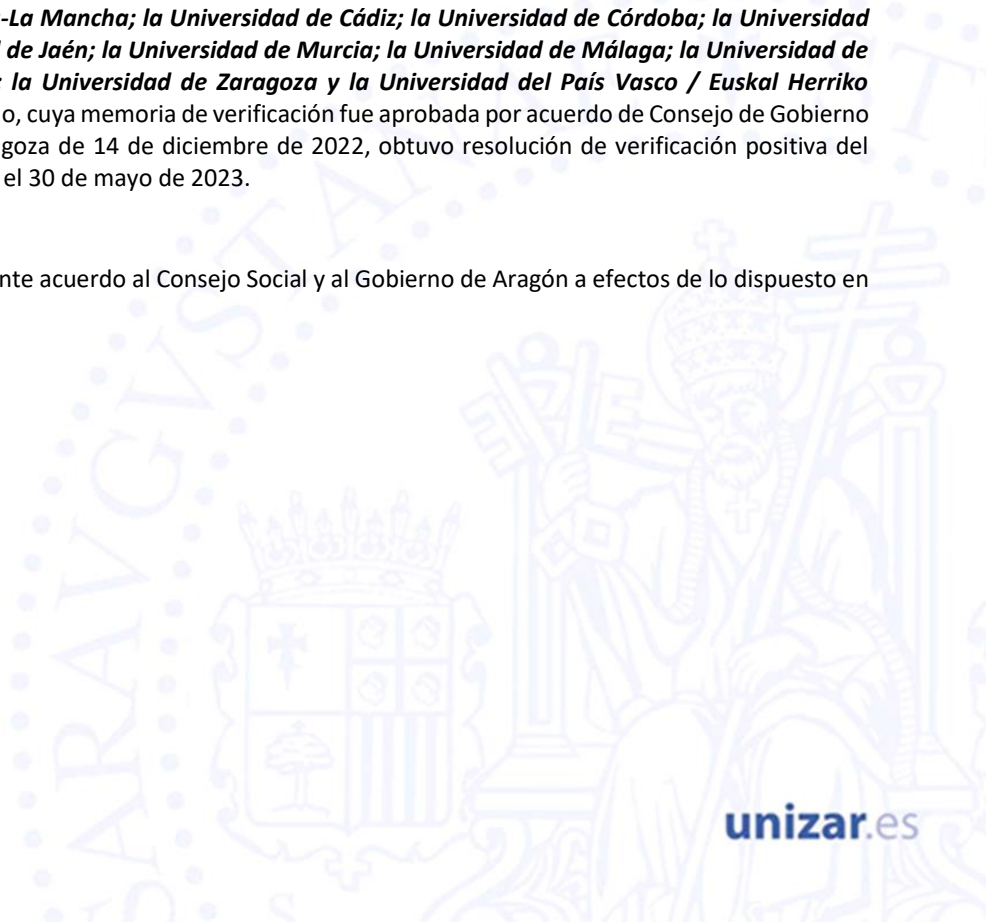 -La Mancha; la Universidad de Cádiz; la Universidad de Córdoba; la Universidad
l de Jaén; la Universidad de Murcia; la Universidad de Málaga; la Universidad de
; la Universidad de Zaragoza y la Universidad del País Vasco / Euskal Herriko
o, cuya memoria de verificación fue aprobada por acuerdo de Consejo de Gobierno
goza de 14 de diciembre de 2022, obtuvo resolución de verificación positiva del
el 30 de mayo de 2023.
nte acuerdo al Consejo Social y al Gobierno de Aragón a efectos de lo dispuesto en
unizar.es